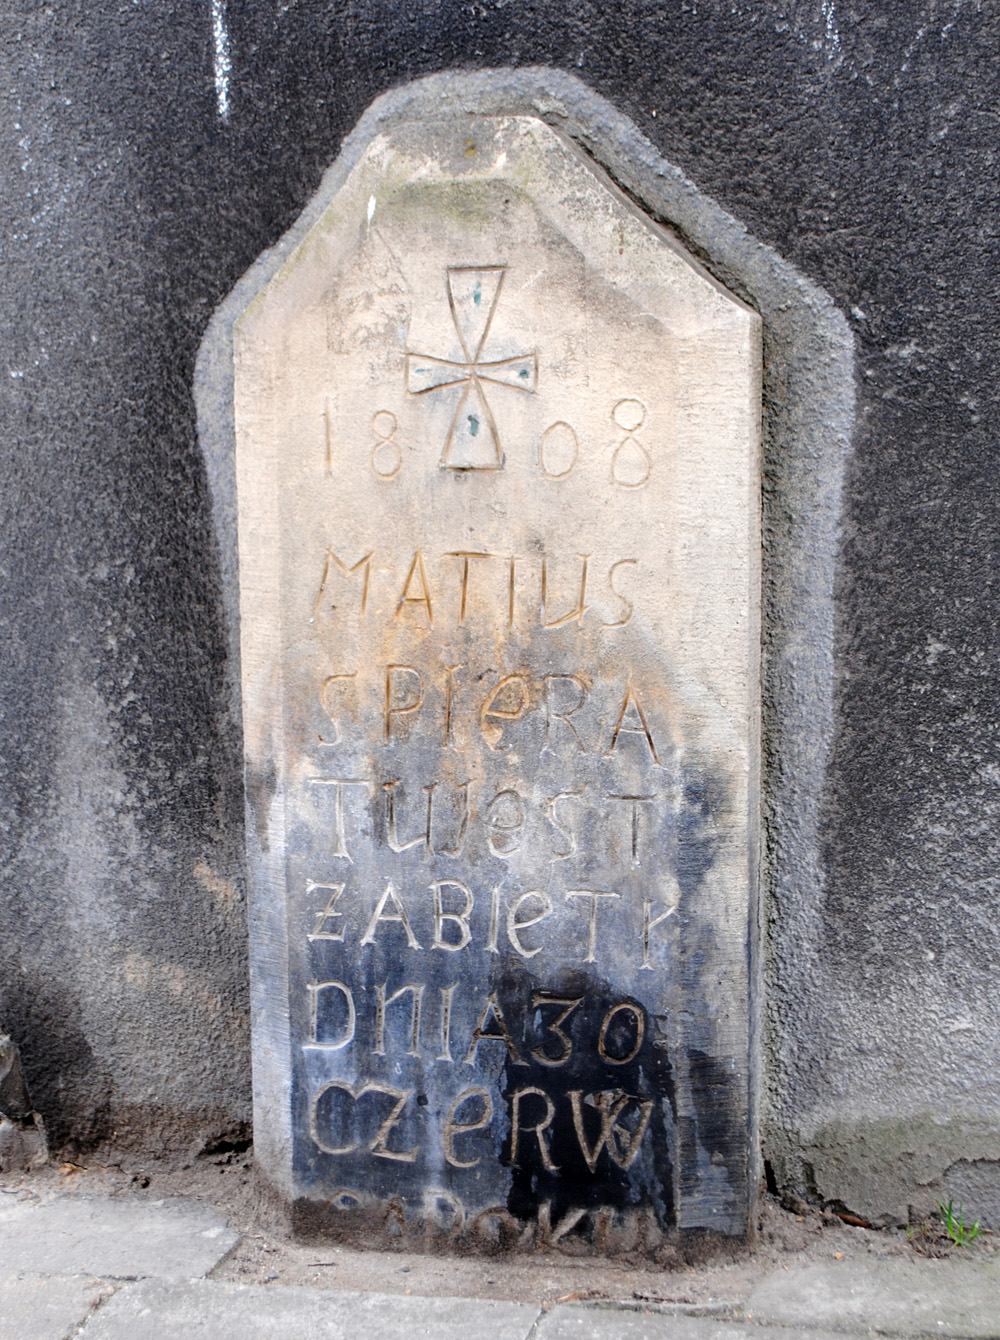 1808
MATIUS
SPIERA
TU JEST
ZABIETY
DNIA 30
CZERW